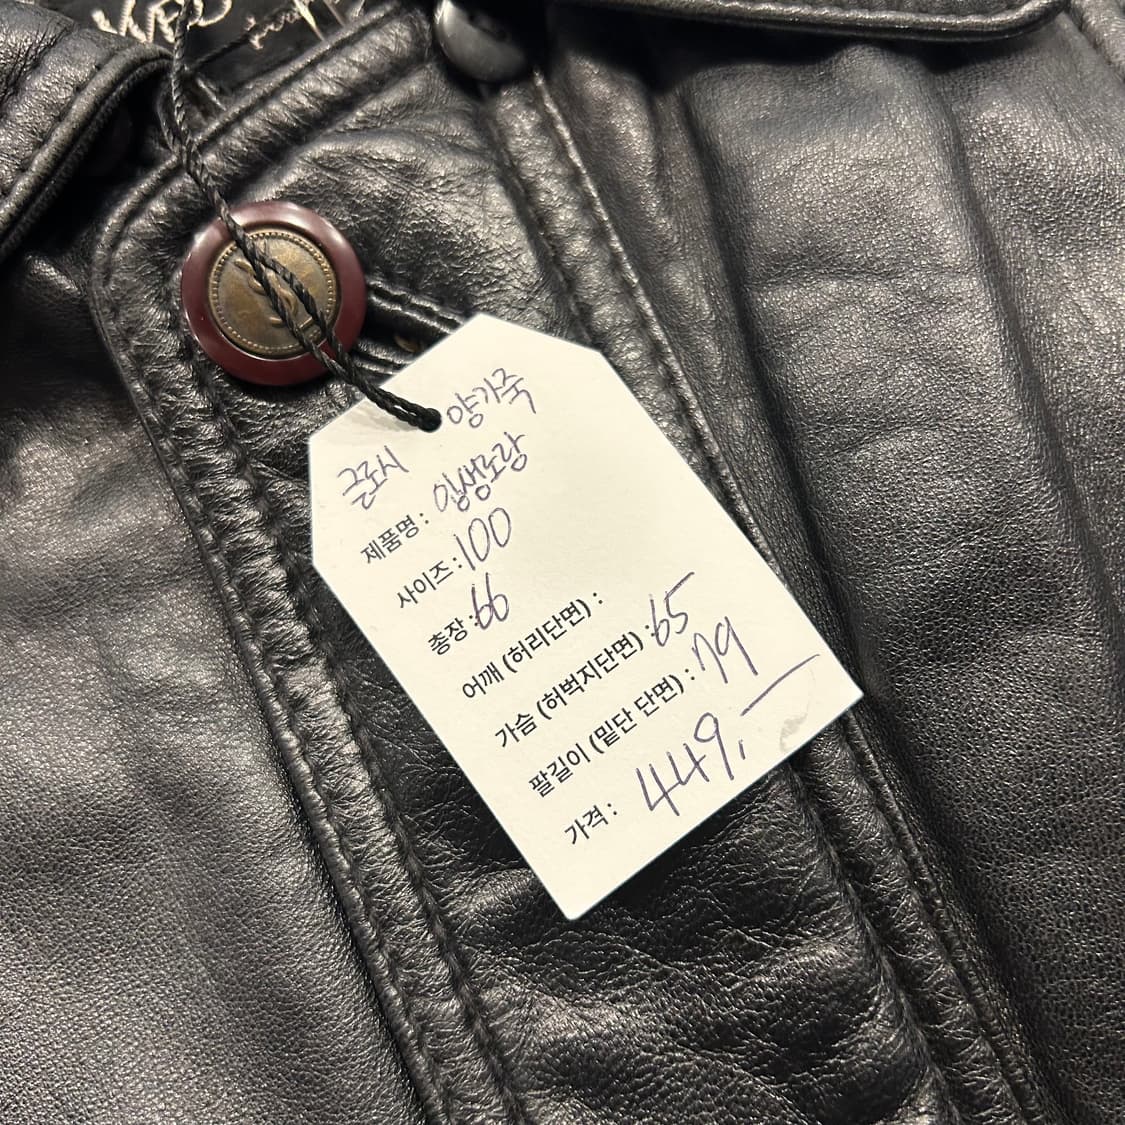 양가죽
글로시
제품명 : 입생로랑
사이즈 : 100
총장 : 66
어깨 (허리단면) :
가슴 (허벅지단면) : 65
팔길이 (밑단 단면) : 79
가격 : 449,-